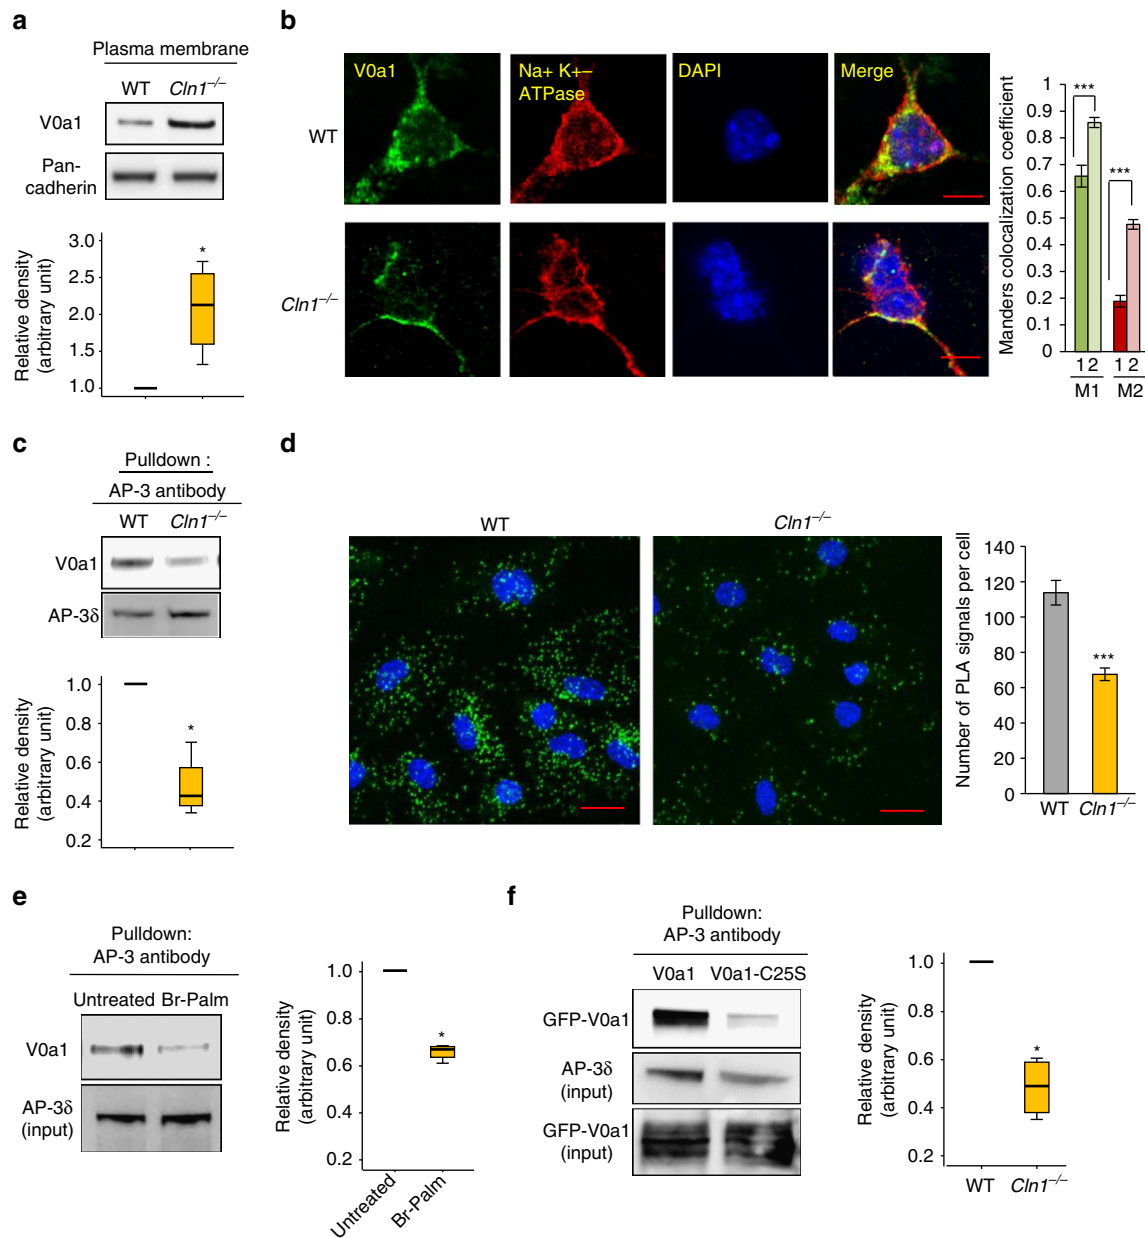 a
Plasma membrane
WT Cln1–/–
V0a1
Pan-
cadherin
Relative density
(arbitrary unit)
3.0
2.5
2.0
1.5
1.0
*
b
V0a1
Na+ K+–
ATPase
DAPI
Merge
WT
Cln1–/–
Manders colocalization coefficient
1
0.9
0.8
0.7
0.6
0.5
0.4
0.3
0.2
0.1
0
***
***
1 2 1 2
M1 M2
c
Pulldown :
AP-3 antibody
WT Cln1–/–
V0a1
AP-3δ
Relative density
(arbitrary unit)
1.0
0.8
0.6
0.4
0.2
*
d
WT
Cln1–/–
Number of PLA signals per cell
140
120
100
80
60
40
20
0
***
WT Cln1–/–
e
Pulldown:
AP-3 antibody
Untreated Br-Palm
V0a1
AP-3δ
(input)
Relative density
(arbitrary unit)
1.0
0.8
0.6
0.4
0.2
*
Untreated
Br-Palm
f
Pulldown:
AP-3 antibody
V0a1 V0a1-C25S
GFP-V0a1
AP-3δ
(input)
GFP-V0a1
(input)
Relative density
(arbitrary unit)
1.0
0.8
0.6
0.4
0.2
*
WT Cln1–/–